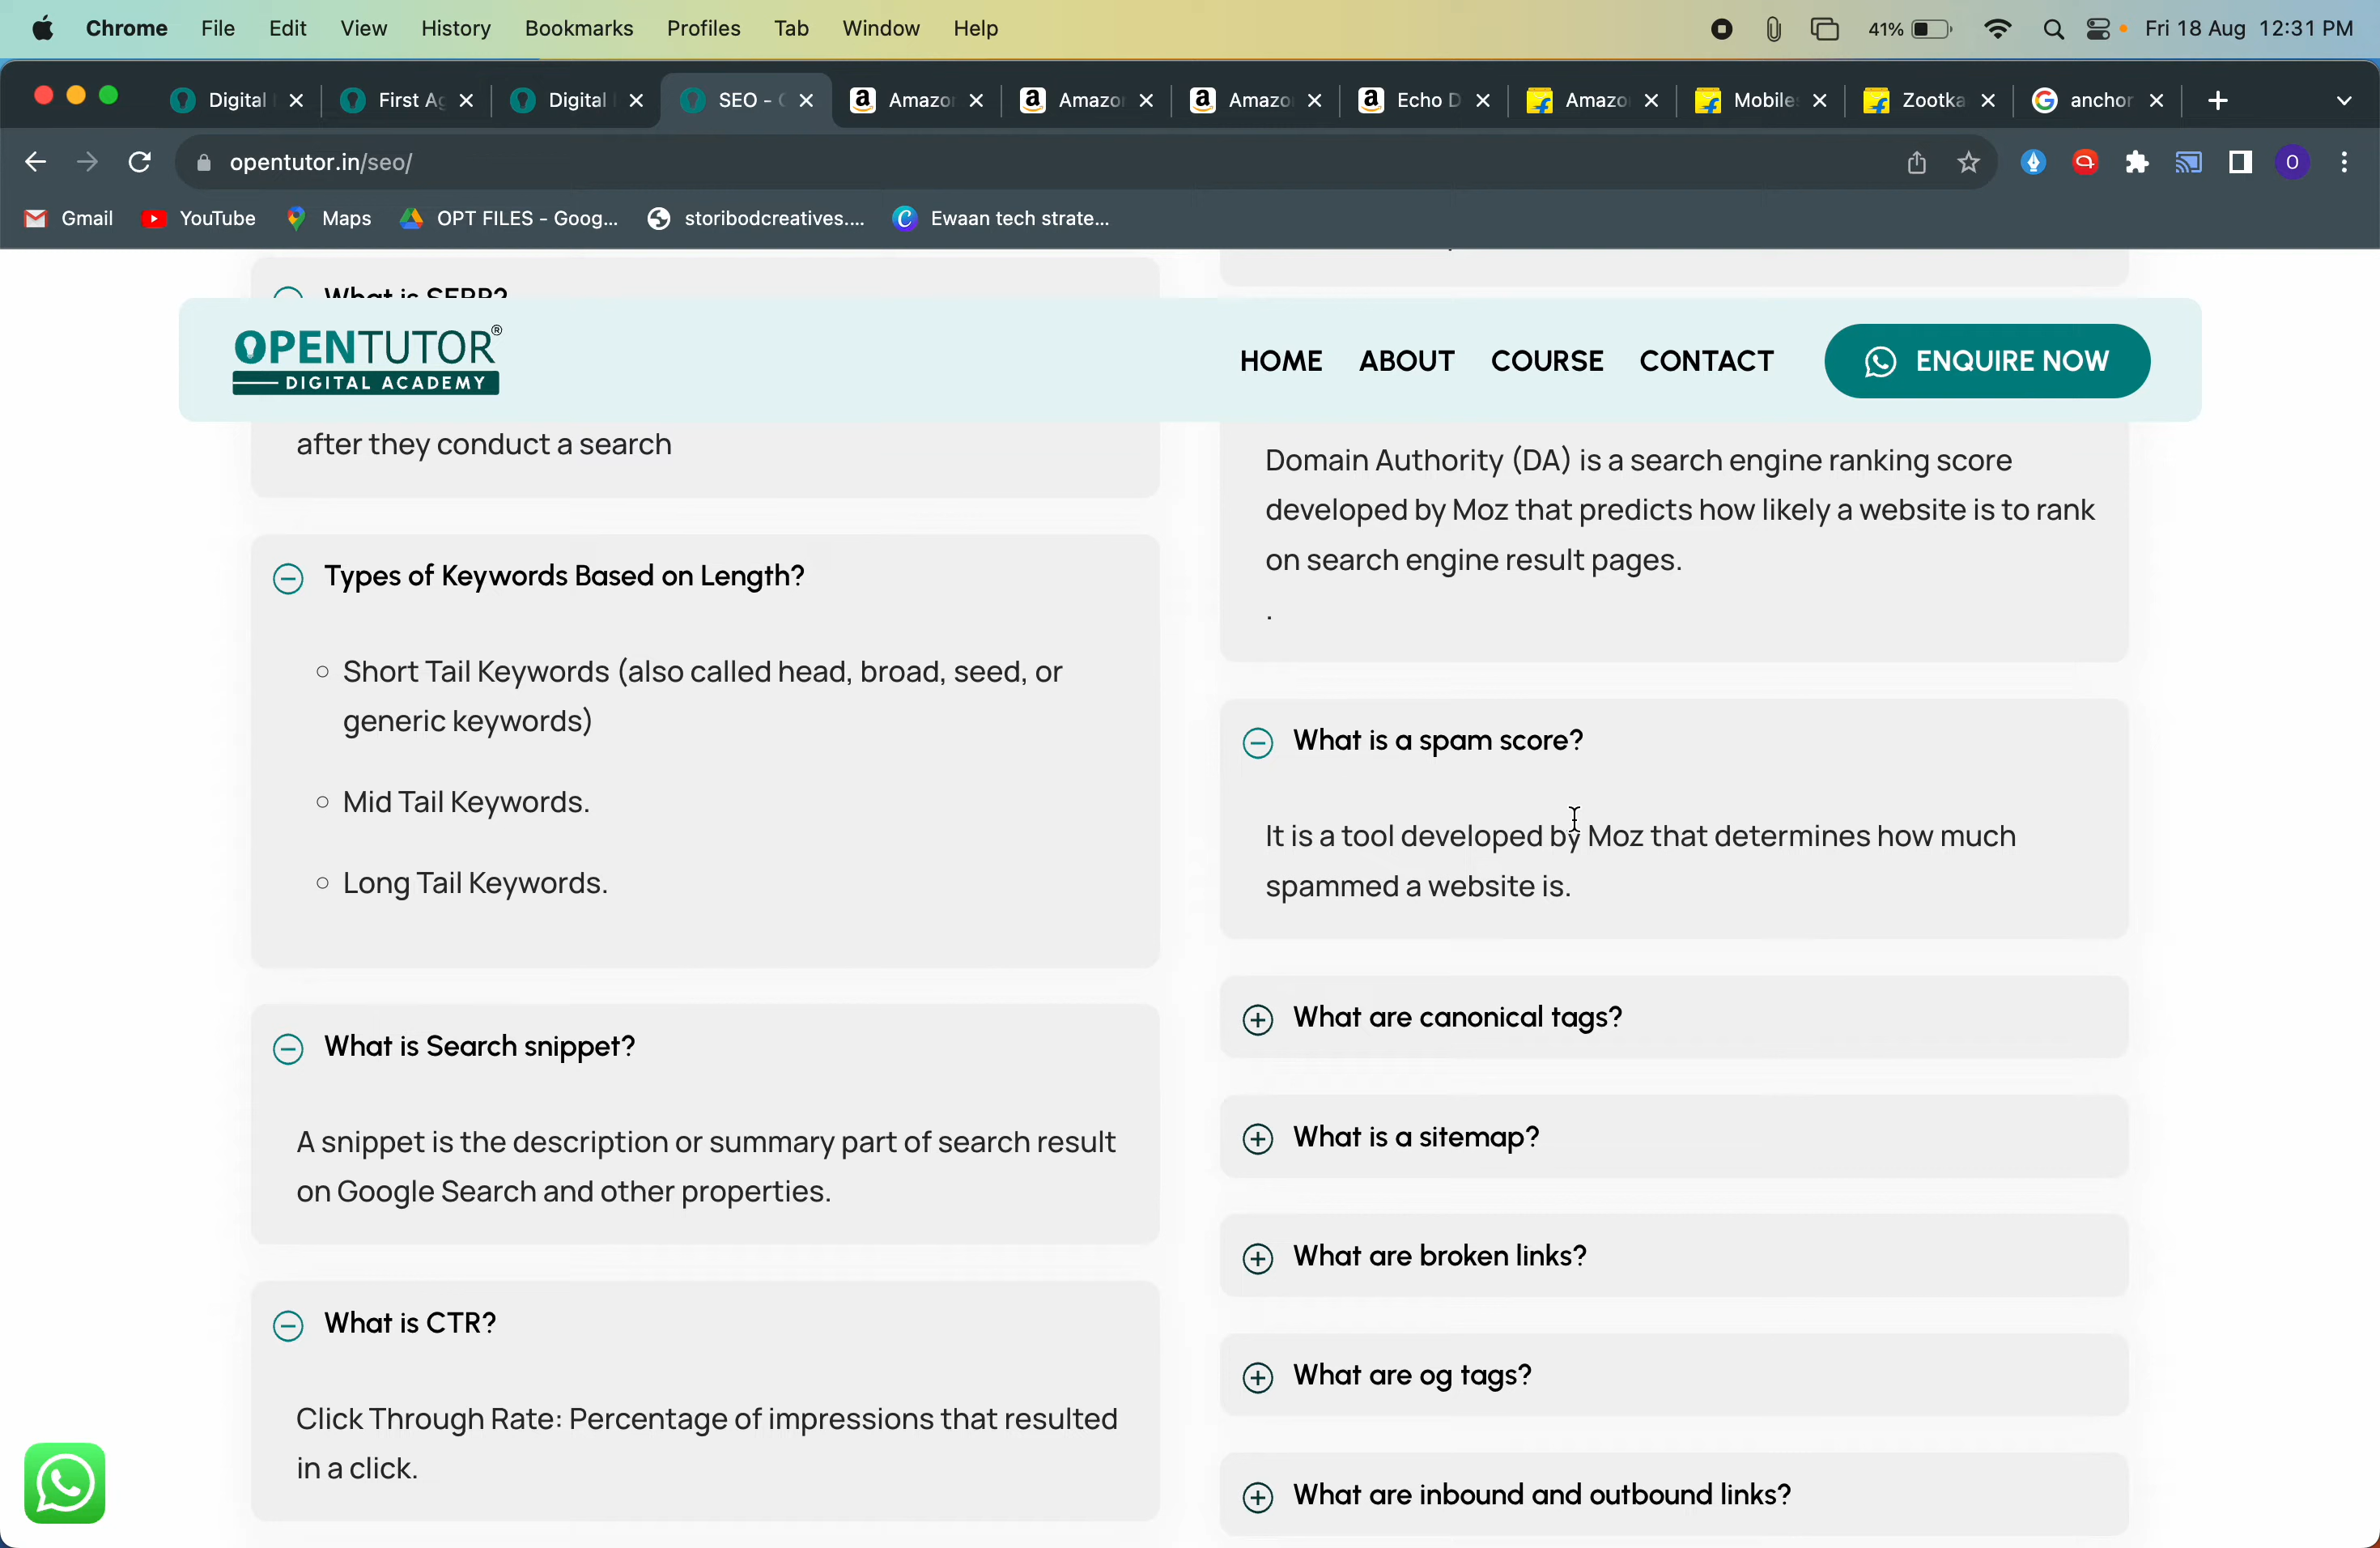 Chrome File Edit View History Bookmarks Profiles Tab Window Help 41% Fri 18 Aug 12:31 PM
Digital First Ag Digital SEO - Amazon Amazon Amazo Echo D Amazo Mobile Zootka anchor
opentutor.in/seo/ O
Gmail YouTube Maps OPT FILES - Goog... storibodcreatives.... Ewaan tech strate...
What is SERP?
OPENTUTOR®
DIGITAL ACADEMY
HOME ABOUT COURSE CONTACT ENQUIRE NOW
after they conduct a search
Types of Keywords Based on Length?
Short Tail Keywords (also called head, broad, seed, or
generic keywords)
Mid Tail Keywords.
Long Tail Keywords.
What is Search snippet?
A snippet is the description or summary part of search result
on Google Search and other properties.
What is CTR?
Click Through Rate: Percentage of impressions that resulted
in a click.
Domain Authority (DA) is a search engine ranking score
developed by Moz that predicts how likely a website is to rank
on search engine result pages.
.
What is a spam score?
It is a tool developed by Moz that determines how much
spammed a website is.
What are canonical tags?
What is a sitemap?
What are broken links?
What are og tags?
What are inbound and outbound links?